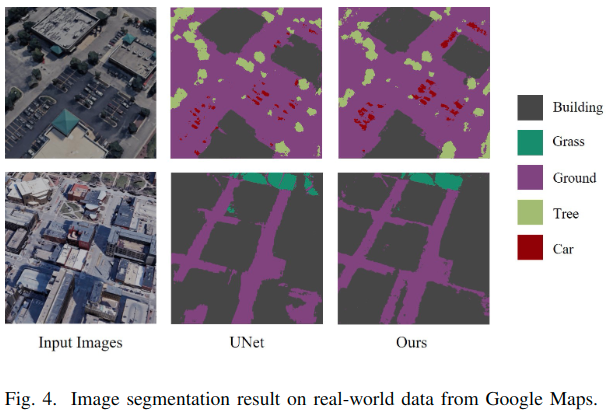 Building
Grass
Ground
Tree
Car
Input Images
UNet
Ours
Fig. 4. Image segmentation result on real-world data from Google Maps.